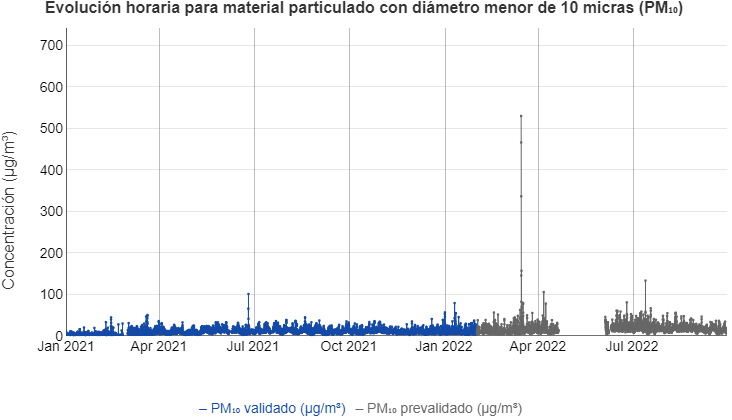 Evolución horaria para material particulado con diámetro menor de 10 micras (PM₁₀)
Concentración (µg/m³)
700
600
500
400
300
200
100
0
Jan 2021 Apr 2021 Jul 2021 Oct 2021 Jan 2022 Apr 2022 Jul 2022
– PM₁₀ validado (µg/m³) – PM₁₀ prevalidado (µg/m³)